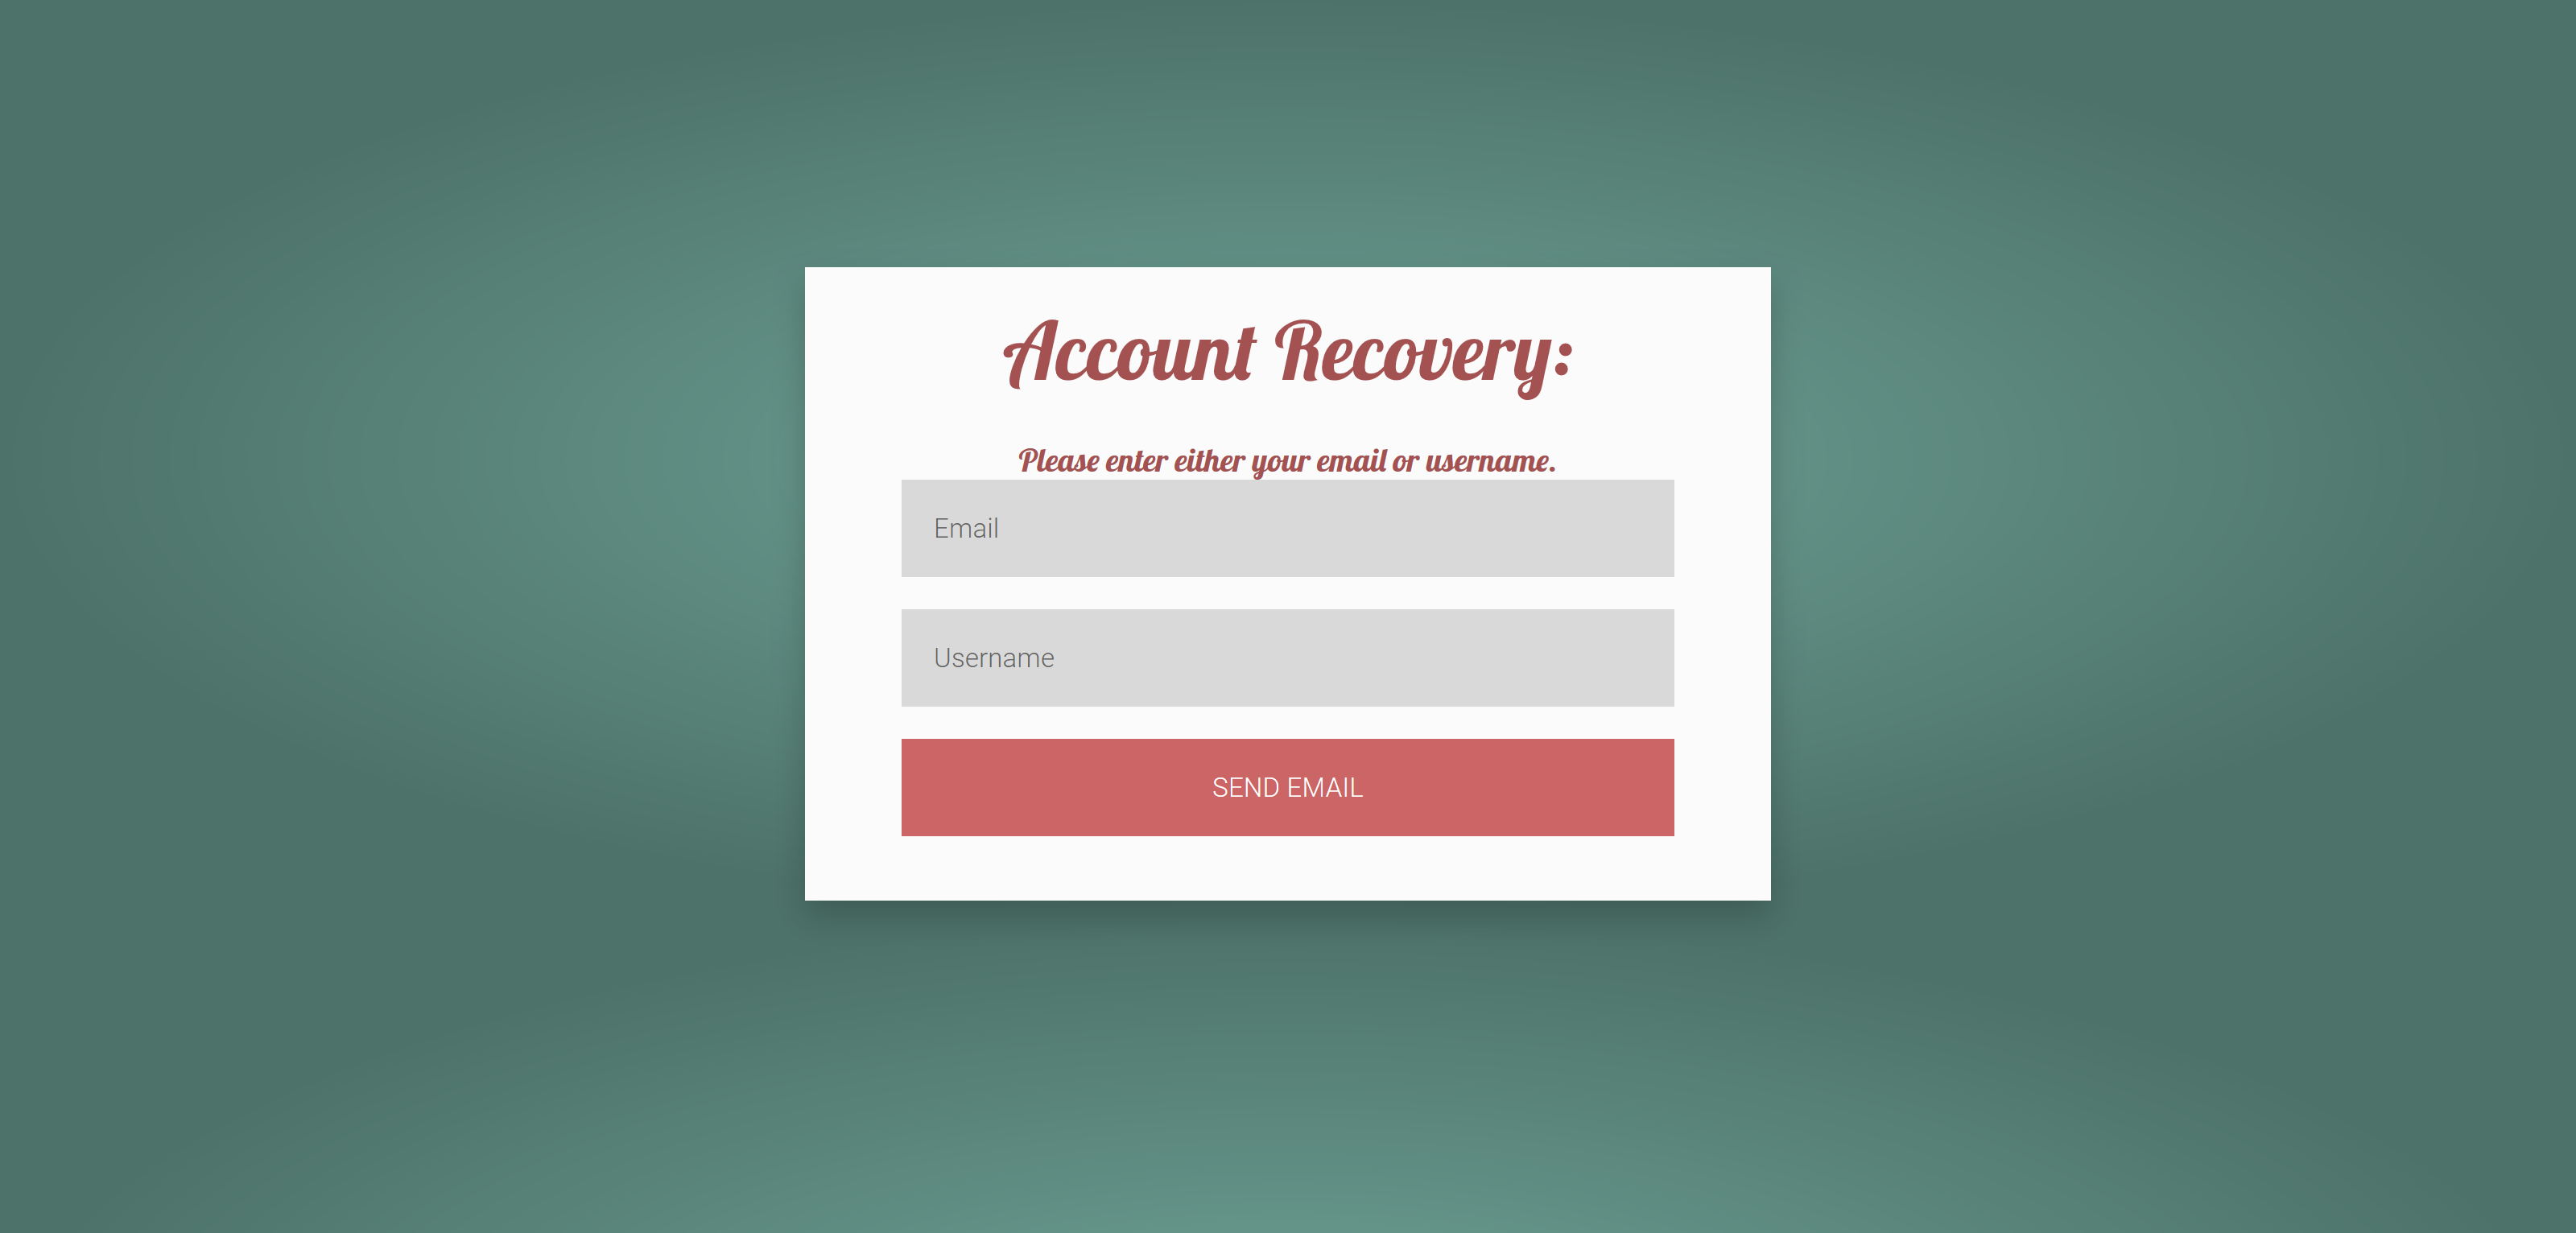 Account Recovery:
Please enter either your email or username.
Email
Username
SEND EMAIL